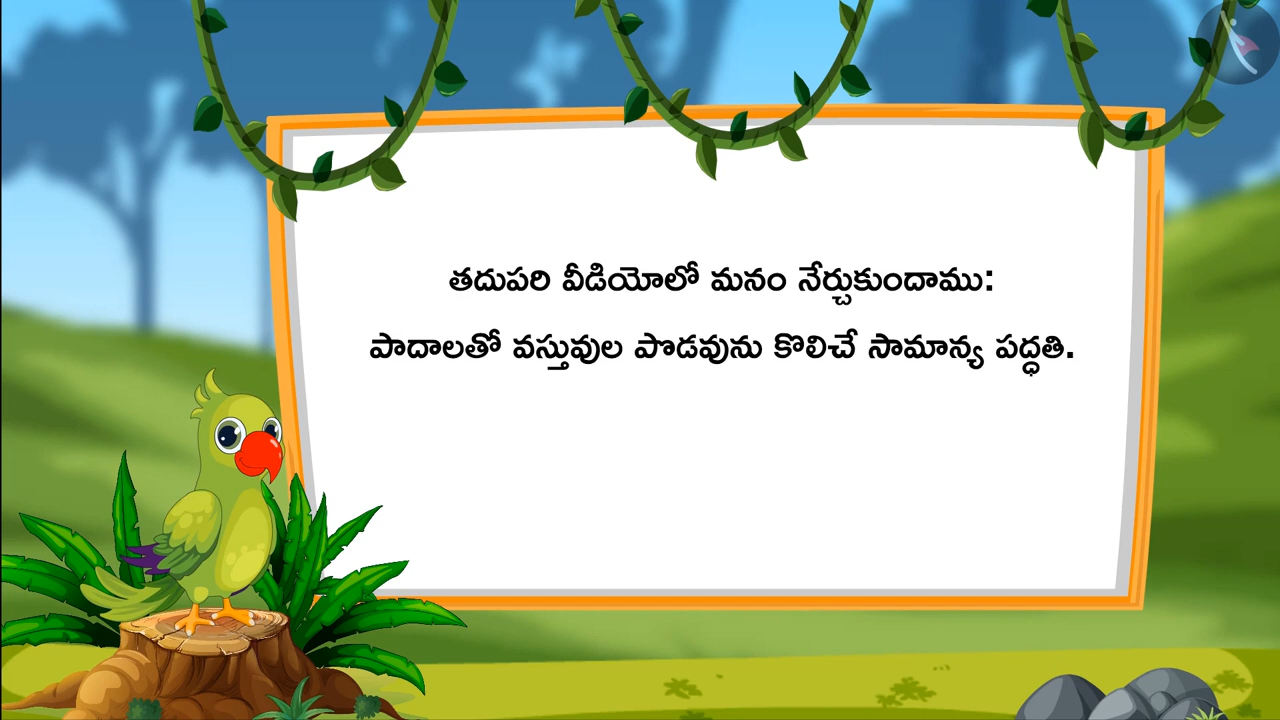 తదుపరి వీడియోలో మనం నేర్చుకుందాము:
పాదాలతో వస్తువుల పొడవును కొలిచే సామాన్య పద్ధతి.